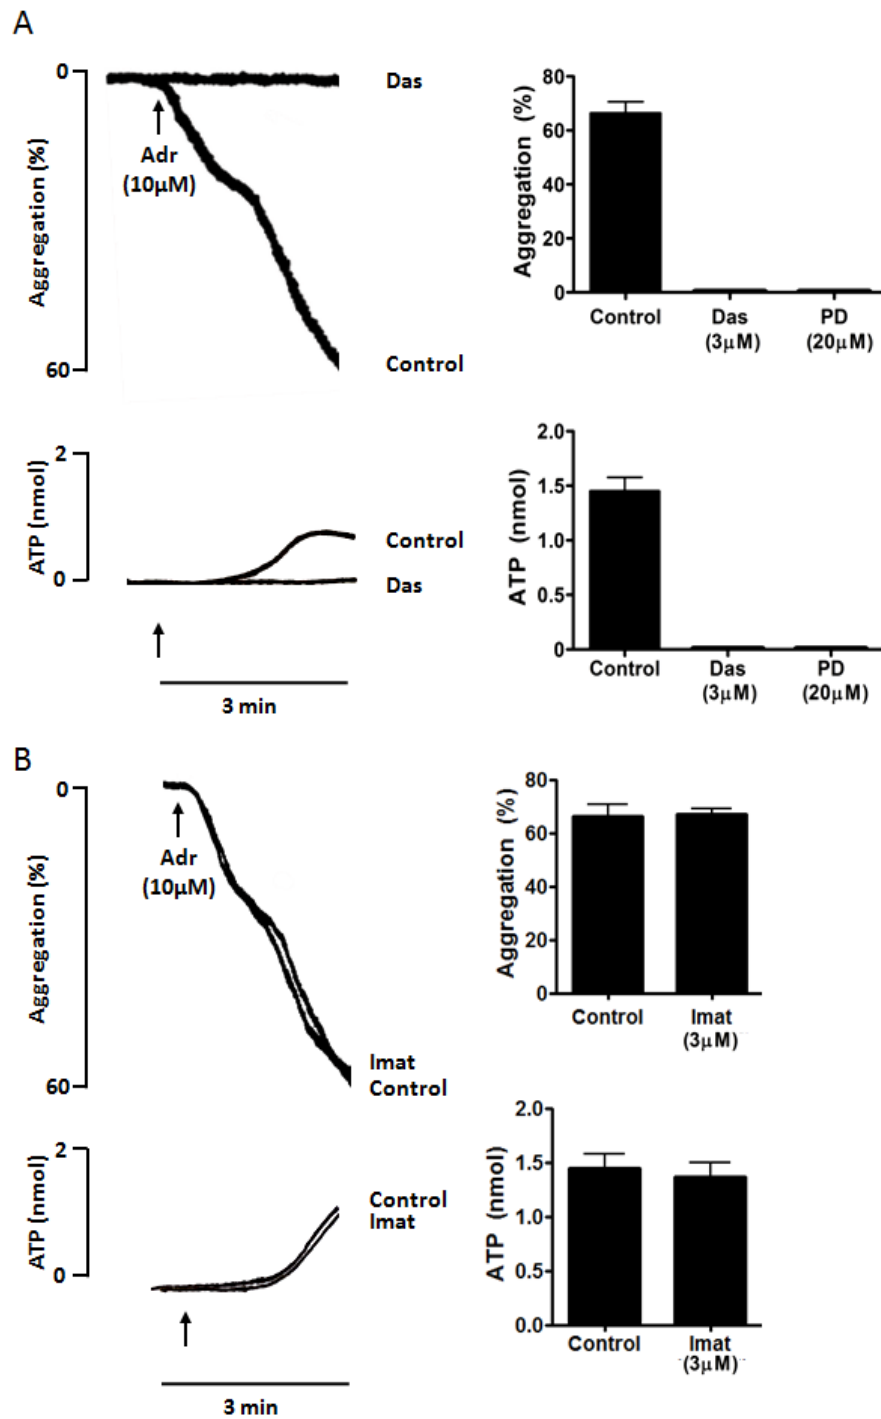 A
0
Aggregation (%)
60
Adr
(10µM)
Das
Control
80
60
40
20
0
Aggregation (%)
Control
Das
(3µM)
PD
(20µM)
2
ATP (nmol)
0
Control
Das
3 min
2.0
1.5
1.0
0.5
0
ATP (nmol)
Control
Das
(3µM)
PD
(20µM)
B
0
Aggregation (%)
60
Adr
(10µM)
Imat
Control
80
60
40
20
0
Aggregation (%)
Control
Imat
(3µM)
2
ATP (nmol)
0
Control
Imat
3 min
2.0
1.5
1.0
0.5
0.0
ATP (nmol)
Control
Imat
(3µM)